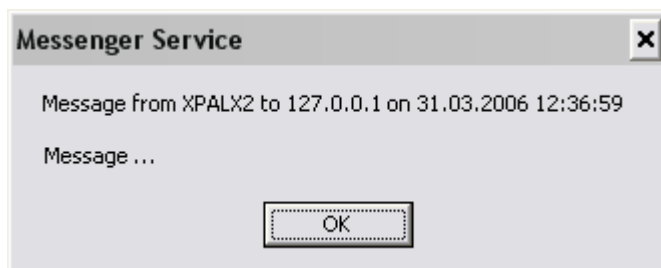 Messenger Service
Message from XPALX2 to 127.0.0.1 on 31.03.2006 12:36:59
Message ...
OK